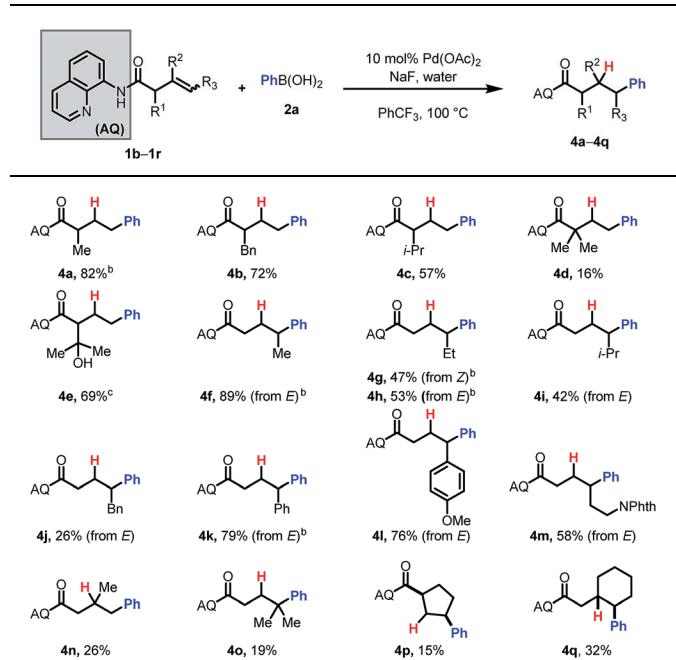 O R² R₃ N H R¹ N (AQ)
1b–1r
+
PhB(OH)₂
2a
10 mol% Pd(OAc)₂
NaF, water
PhCF₃, 100 °C
O R² H Ph AQ R¹ R₃
4a–4q
O H Ph AQ Me
4a, 82%ᵇ
O H Ph AQ Bn
4b, 72%
O H Ph AQ i-Pr
4c, 57%
O H Ph AQ Me Me
4d, 16%
O H Ph AQ Me Me OH
4e, 69%ᶜ
O H Ph AQ Me
4f, 89% (from E)ᵇ
O H Ph AQ Et
4g, 47% (from Z)ᵇ
4h, 53% (from E)ᵇ
O H Ph AQ i-Pr
4i, 42% (from E)
O H Ph AQ Bn
4j, 26% (from E)
O H Ph AQ Ph
4k, 79% (from E)ᵇ
O H Ph AQ OMe
4l, 76% (from E)
O H Ph AQ NPhth
4m, 58% (from E)
O H Me Ph AQ
4n, 26%
O H Ph AQ Me Me
4o, 19%
O AQ H Ph
4p, 15%
O AQ H Ph
4q, 32%